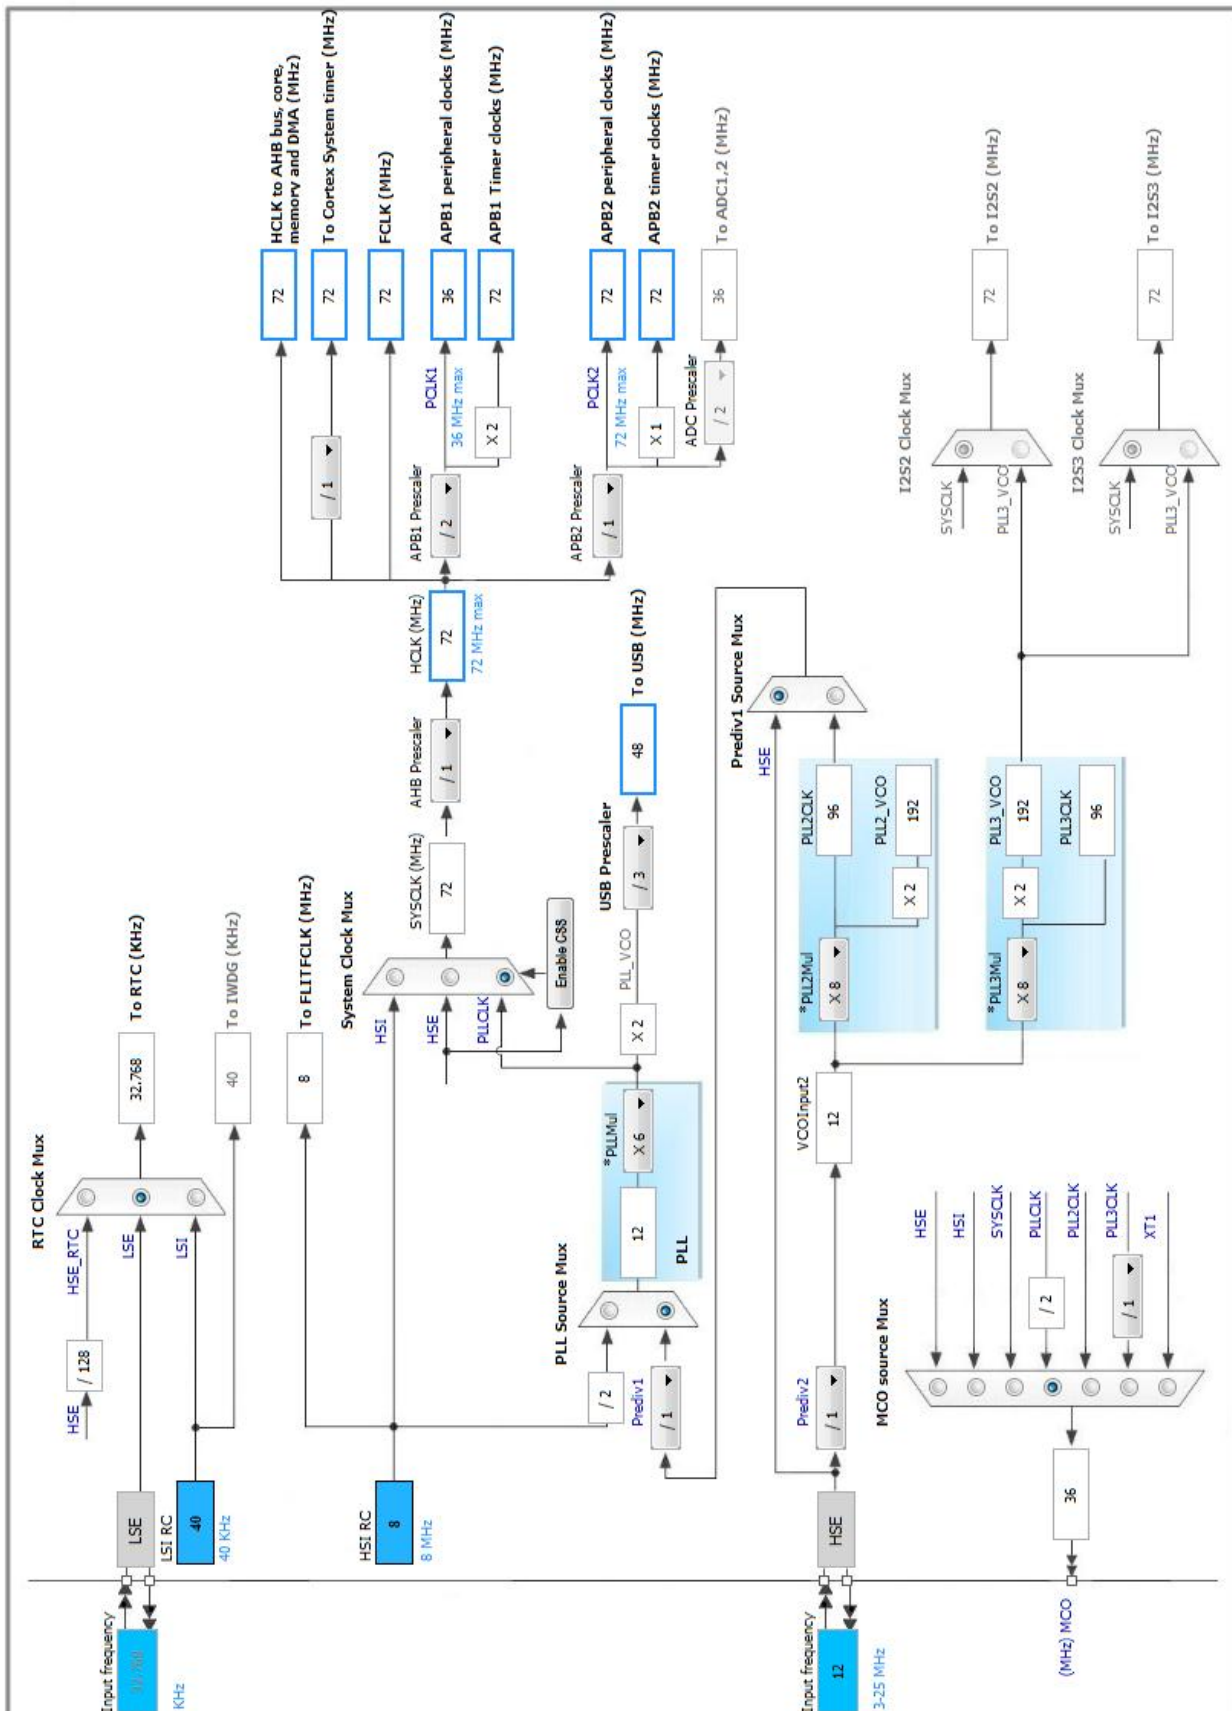 Input frequency
32.768
KHz
LSE
LSI RC
40
40 KHz
HSE
/ 128
HSE_RTC
LSE
LSI
RTC Clock Mux
32.768
To RTC (KHz)
40
To IWDG (KHz)
HSI RC
8
8 MHz
8
To FLITFCLK (MHz)
System Clock Mux
HSI
HSE
PLLCLK
Enable CSS
SYSCLK (MHz)
72
AHB Prescaler
/ 1
HCLK (MHz)
72
72 MHz max
/ 1
72
HCLK to AHB bus, core,
memory and DMA (MHz)
72
To Cortex System timer (MHz)
72
FCLK (MHz)
APB1 Prescaler
/ 2
PCLK1
36 MHz max
36
APB1 peripheral clocks (MHz)
X 2
72
APB1 Timer clocks (MHz)
APB2 Prescaler
/ 1
PCLK2
72 MHz max
72
APB2 peripheral clocks (MHz)
X 1
72
APB2 timer clocks (MHz)
ADC Prescaler
/ 2
36
To ADC1,2 (MHz)
PLL Source Mux
/ 2
Prediv1
/ 1
12
*PLLMul
X 6
PLL
X 2
PLL_VCO
USB Prescaler
/ 3
48
To USB (MHz)
Input frequency
12
3-25 MHz
HSE
Prediv2
/ 1
VCOInput2
12
HSE
Prediv1 Source Mux
*PLL2Mul
X 8
PLL2CLK
96
X 2
PLL2_VCO
192
*PLL3Mul
X 8
X 2
PLL3_VCO
192
PLL3CLK
96
I2S2 Clock Mux
SYSCLK
PLL3_VCO
72
To I2S2 (MHz)
I2S3 Clock Mux
SYSCLK
PLL3_VCO
72
To I2S3 (MHz)
MCO source Mux
HSE
HSI
SYSCLK
/ 2
PLLCLK
PLL2CLK
/ 1
PLL3CLK
XT1
36
(MHz) MCO